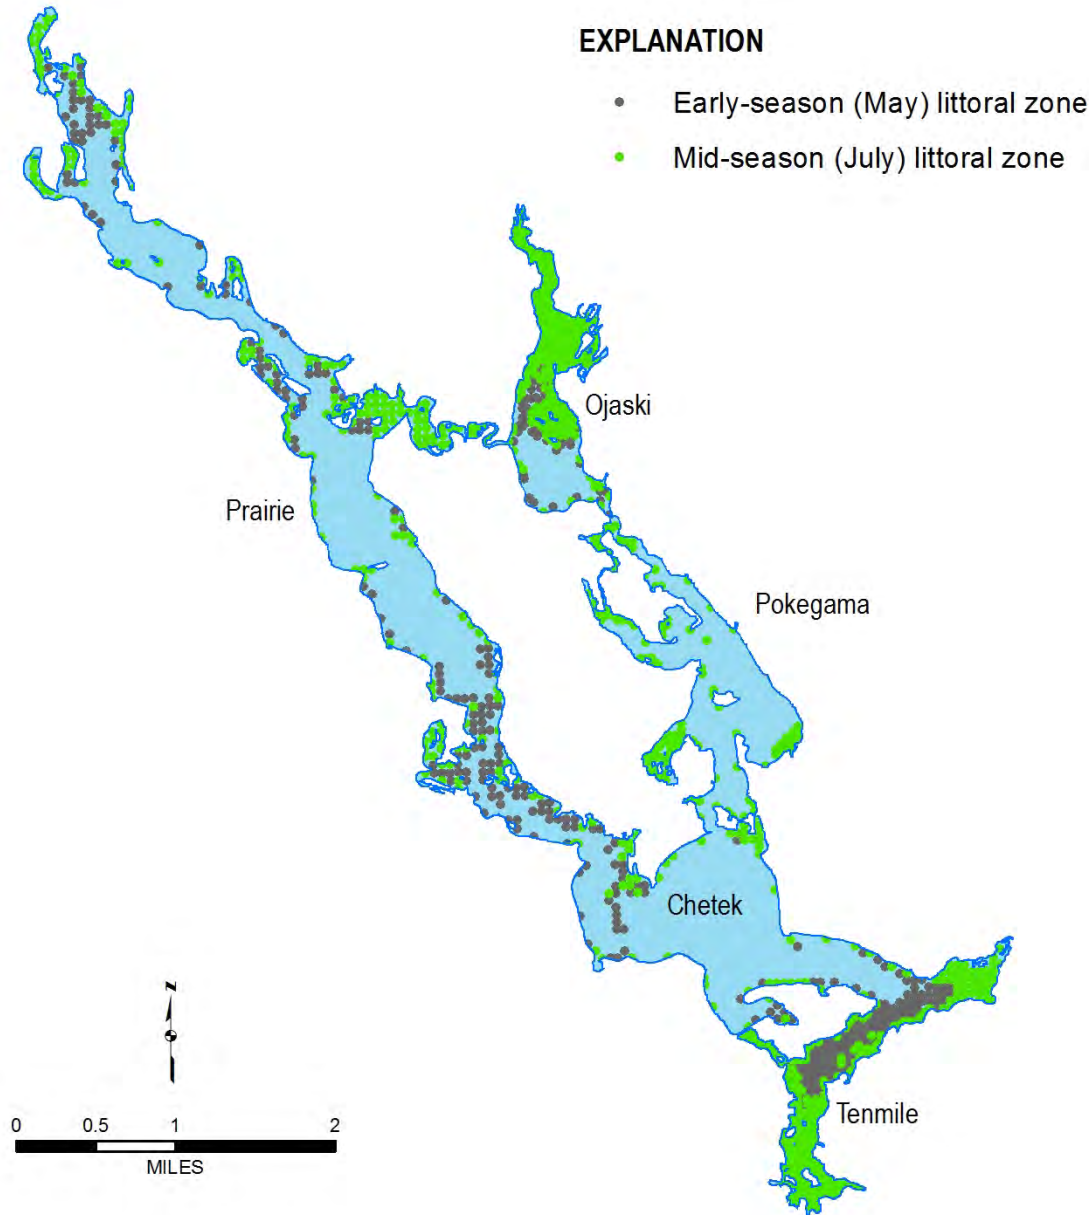 EXPLANATION
Early-season (May) littoral zone
Mid-season (July) littoral zone
Ojaski
Prairie
Pokegama
Chetek
Tenmile
N
0 0.5 1 2
MILES